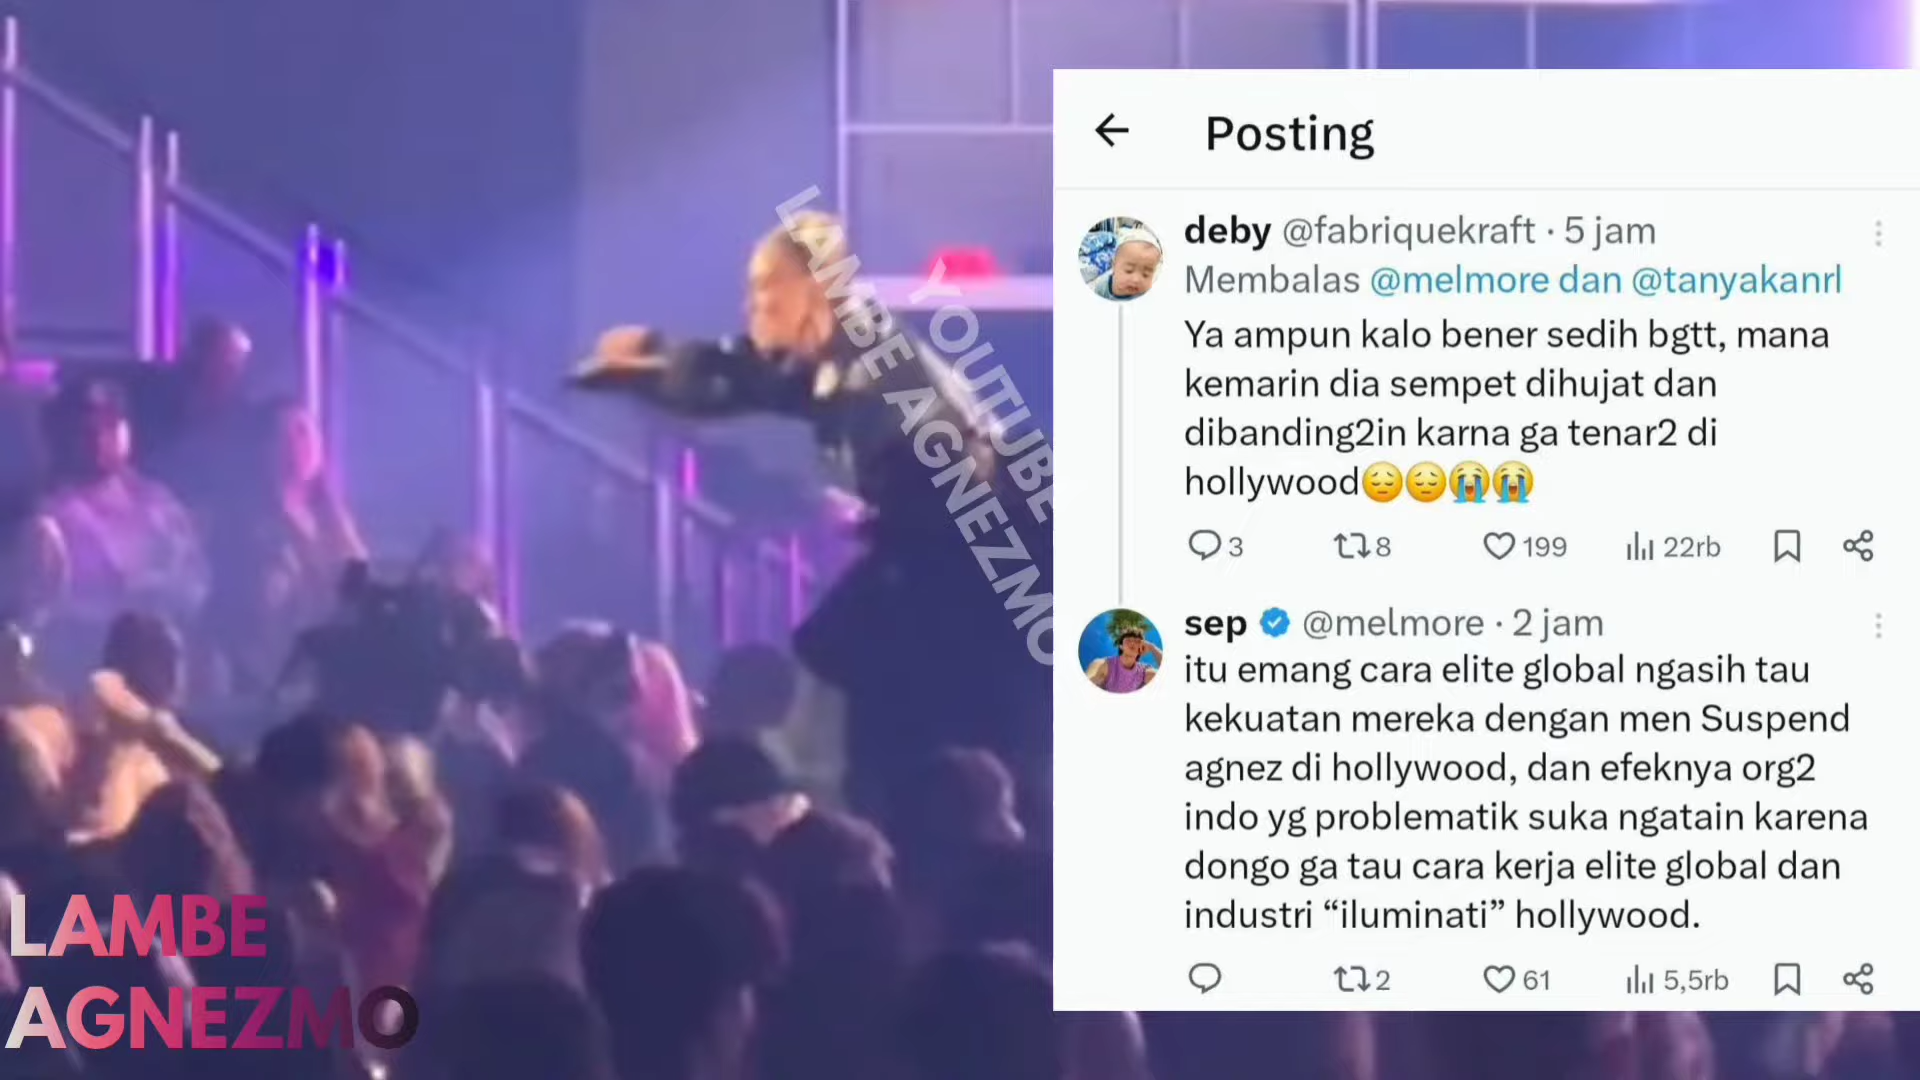 Posting
deby @fabriquekraft · 5 jam
Membalas @melmore dan @tanyakanrl
Ya ampun kalo bener sedih bgtt, mana
kemarin dia sempet dihujat dan
dibanding2in karna ga tenar2 di
hollywood😔😔😭😭
3 8 199 22rb
sep @melmore · 2 jam
itu emang cara elite global ngasih tau
kekuatan mereka dengan men Suspend
agnez di hollywood, dan efeknya org2
indo yg problematik suka ngatain karena
dongo ga tau cara kerja elite global dan
industri “iluminati” hollywood.
2 61 5,5rb
YOUTUBE
LAMBE AGNEZMO
LAMBE
AGNEZMO